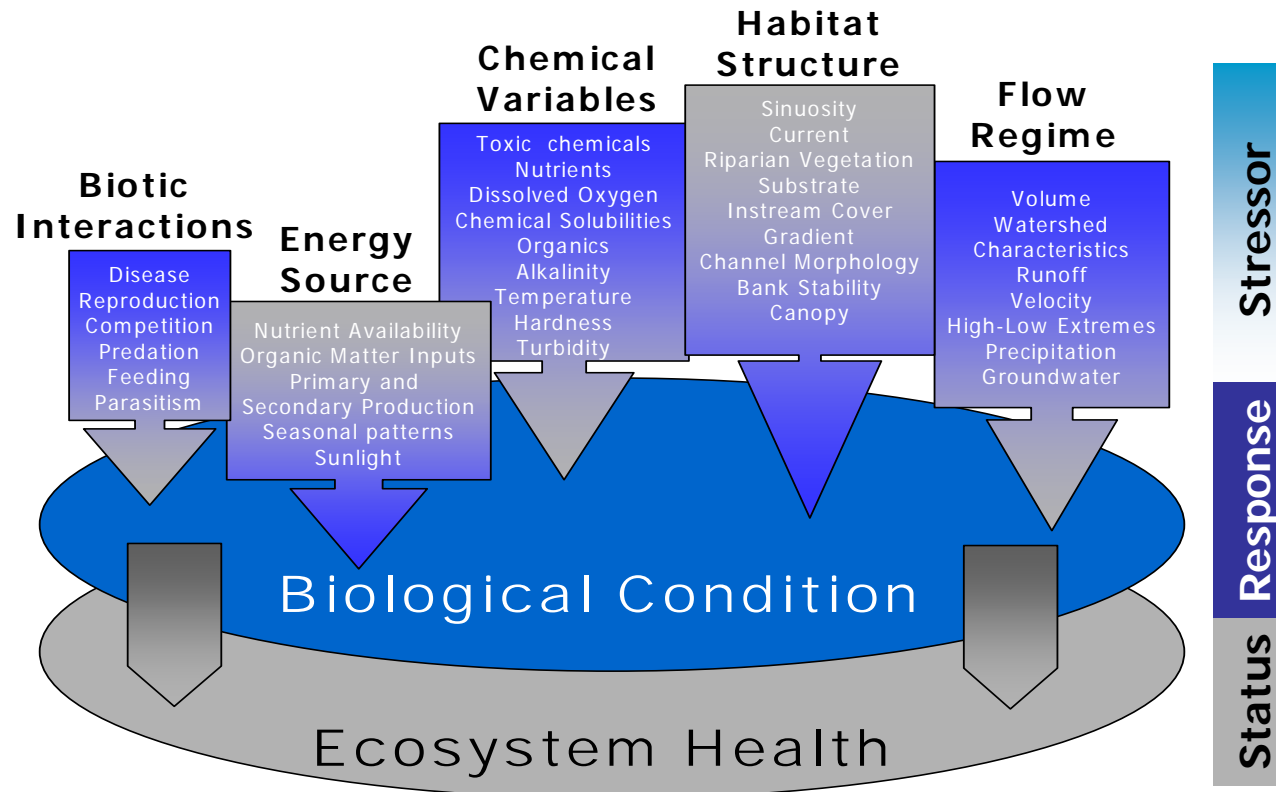 Biotic
Interactions
Disease
Reproduction
Competition
Predation
Feeding
Parasitism
Energy
Source
Nutrient Availability
Organic Matter Inputs
Primary and
Secondary Production
Seasonal patterns
Sunlight
Chemical
Variables
Toxic chemicals
Nutrients
Dissolved Oxygen
Chemical Solubilities
Organics
Alkalinity
Temperature
Hardness
Turbidity
Habitat
Structure
Sinuosity
Current
Riparian Vegetation
Substrate
Instream Cover
Gradient
Channel Morphology
Bank Stability
Canopy
Flow
Regime
Volume
Watershed
Characteristics
Runoff
Velocity
High-Low Extremes
Precipitation
Groundwater
Biological Condition
Ecosystem Health
Stressor
Response
Status